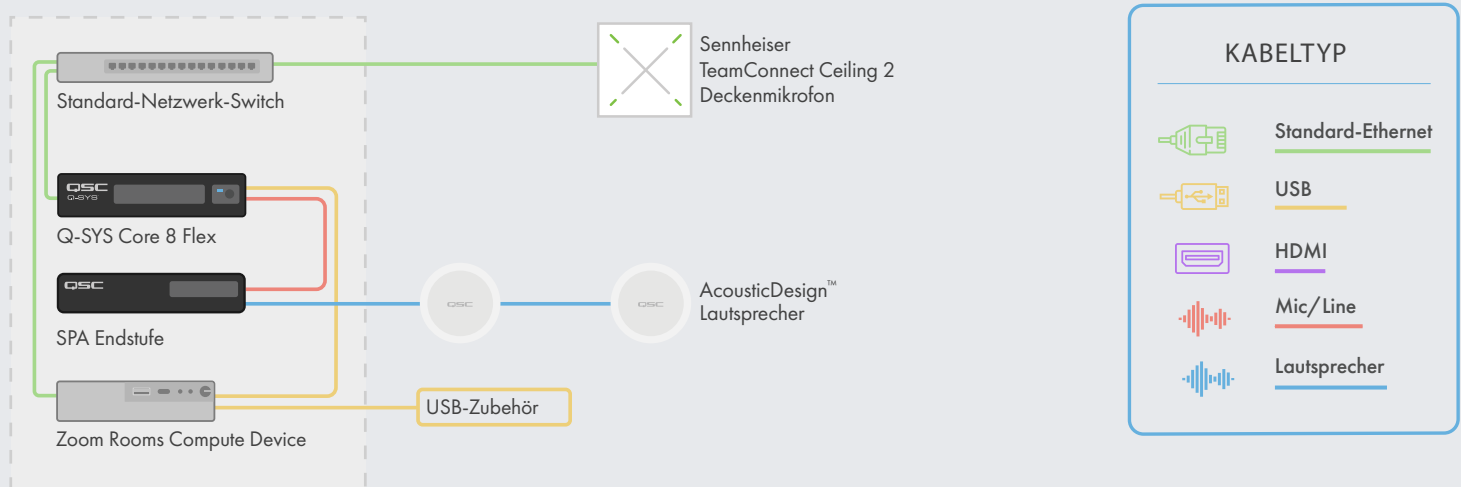 Standard-Netzwerk-Switch
Sennheiser
TeamConnect Ceiling 2
Deckenmikrofon
QSC
Q-SYS
Q-SYS Core 8 Flex
QSC
SPA Endstufe
QSC
QSC
AcousticDesign™
Lautsprecher
USB-Zubehör
Zoom Rooms Compute Device
KABELTYP
Standard-Ethernet
USB
HDMI
Mic/Line
Lautsprecher